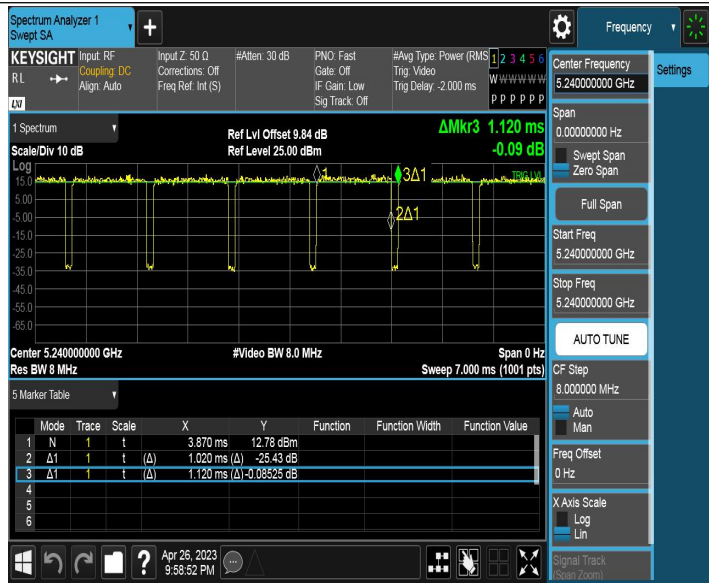 Spectrum Analyzer 1
Swept SA
+
Frequency
KEYSIGHT
RL
LXI
Input: RF
Coupling: DC
Align: Auto
Input Z: 50 Ω
Corrections: Off
Freq Ref: Int (S)
#Atten: 30 dB
PNO: Fast
Gate: Off
IF Gain: Low
Sig Track: Off
#Avg Type: Power (RMS
Trig: Video
Trig Delay: -2.000 ms
1 2 3 4 5 6
W W W W W W
P P P P P P
1 Spectrum
Scale/Div 10 dB
Ref Lvl Offset 9.84 dB
Ref Level 25.00 dBm
ΔMkr3 1.120 ms
-0.09 dB
Log
15.0
5.00
-5.00
-15.0
-25.0
-35.0
-45.0
-55.0
-65.0
1
3Δ1
2Δ1
TRIG LVL
Center 5.240000000 GHz
Res BW 8 MHz
#Video BW 8.0 MHz
Span 0 Hz
Sweep 7.000 ms (1001 pts)
5 Marker Table
Mode Trace Scale X Y Function Function Width Function Value
1 N 1 t 3.870 ms 12.78 dBm
2 Δ1 1 t (Δ) 1.020 ms (Δ) -25.43 dB
3 Δ1 1 t (Δ) 1.120 ms (Δ) -0.08525 dB
4
5
6
?
Apr 26, 2023
9:58:52 PM
Center Frequency
5.240000000 GHz
Span
0.00000000 Hz
Swept Span
Zero Span
Full Span
Start Freq
5.240000000 GHz
Stop Freq
5.240000000 GHz
AUTO TUNE
CF Step
8.000000 MHz
Auto
Man
Freq Offset
0 Hz
X Axis Scale
Log
Lin
Signal Track
(Span Zoom)
Settings